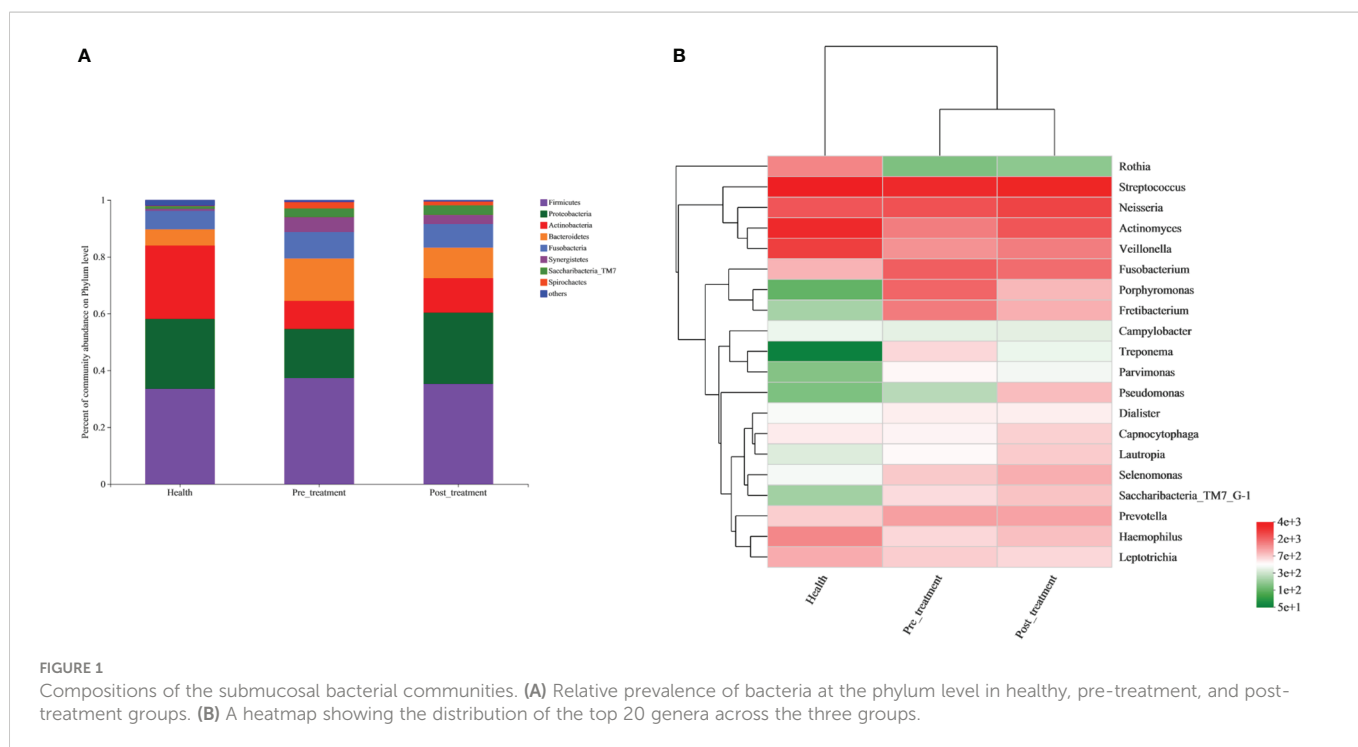 A
Percent of community abundance on Phylum level
1
0.8
0.6
0.4
0.2
0
Health
Pre_treatment
Post_treatment
Firmicutes
Proteobacteria
Actinobacteria
Bacteroidetes
Fusobacteria
Synergistetes
Saccharibacteria_TM7
Spirochaetes
others
B
Rothia
Streptococcus
Neisseria
Actinomyces
Veillonella
Fusobacterium
Porphyromonas
Fretibacterium
Campylobacter
Treponema
Parvimonas
Pseudomonas
Dialister
Capnocytophaga
Lautropia
Selenomonas
Saccharibacteria_TM7_G-1
Prevotella
Haemophilus
Leptotrichia
Health
Pre_treatment
Post_treatment
4e+3
2e+3
7e+2
3e+2
1e+2
5e+1
FIGURE 1
Compositions of the submucosal bacterial communities. (A) Relative prevalence of bacteria at the phylum level in healthy, pre-treatment, and post-
treatment groups. (B) A heatmap showing the distribution of the top 20 genera across the three groups.